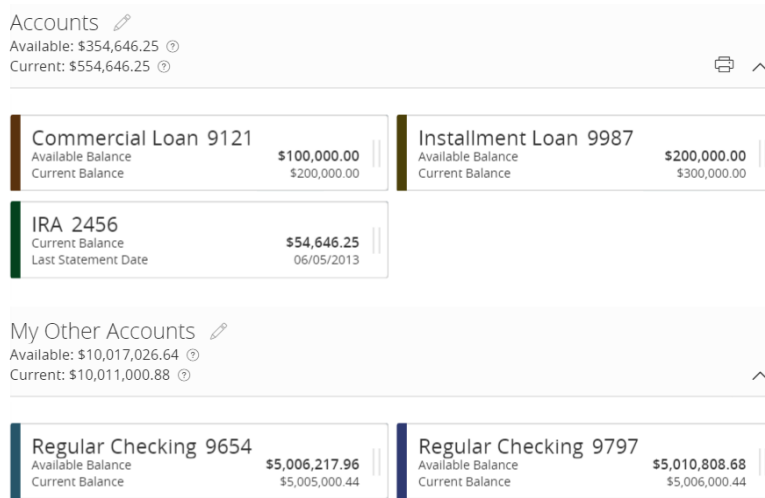 Accounts
Available: $354,646.25
Current: $554,646.25
Commercial Loan 9121
Available Balance $100,000.00
Current Balance $200,000.00
Installment Loan 9987
Available Balance $200,000.00
Current Balance $300,000.00
IRA 2456
Current Balance $54,646.25
Last Statement Date 06/05/2013
My Other Accounts
Available: $10,017,026.64
Current: $10,011,000.88
Regular Checking 9654
Available Balance $5,006,217.96
Current Balance $5,005,000.44
Regular Checking 9797
Available Balance $5,010,808.68
Current Balance $5,006,000.44